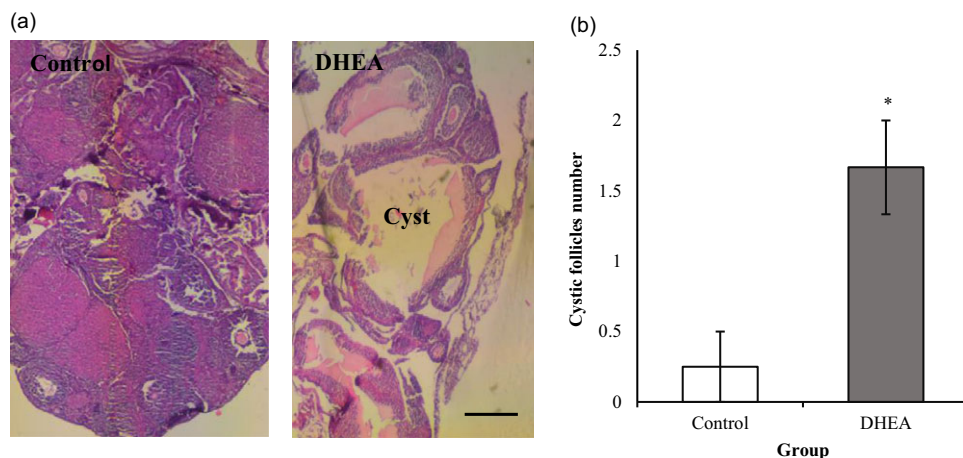 (a)
Control
DHEA
Cyst
(b)
Cystic follicles number
2.5
2
1.5
1
0.5
0
*
Control
DHEA
Group